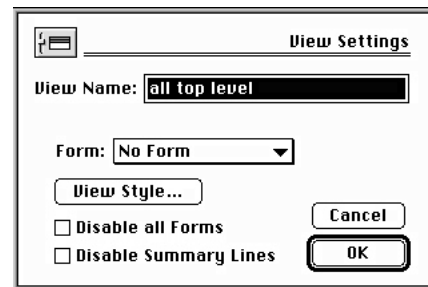 View Settings
View Name: all top level
Form: No Form
View Style...
Disable all Forms
Cancel
Disable Summary Lines
OK